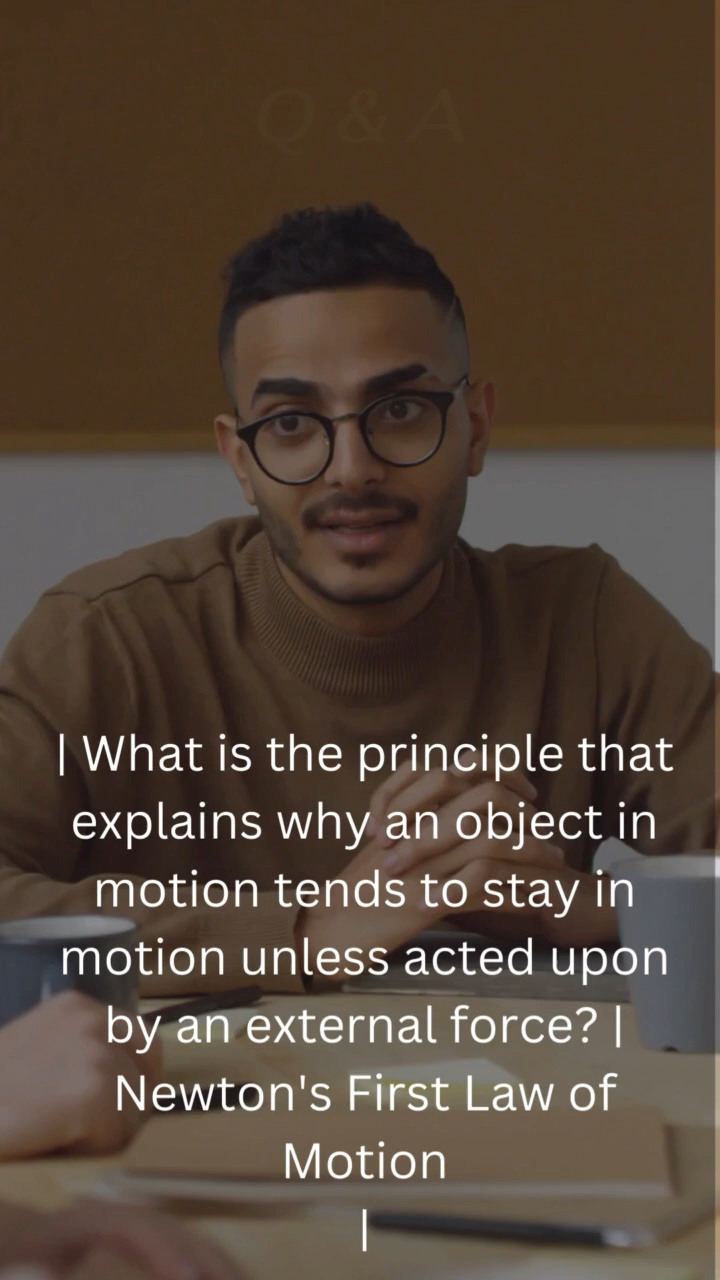 Q & A
| What is the principle that
explains why an object in
motion tends to stay in
motion unless acted upon
by an external force? |
Newton's First Law of
Motion
|